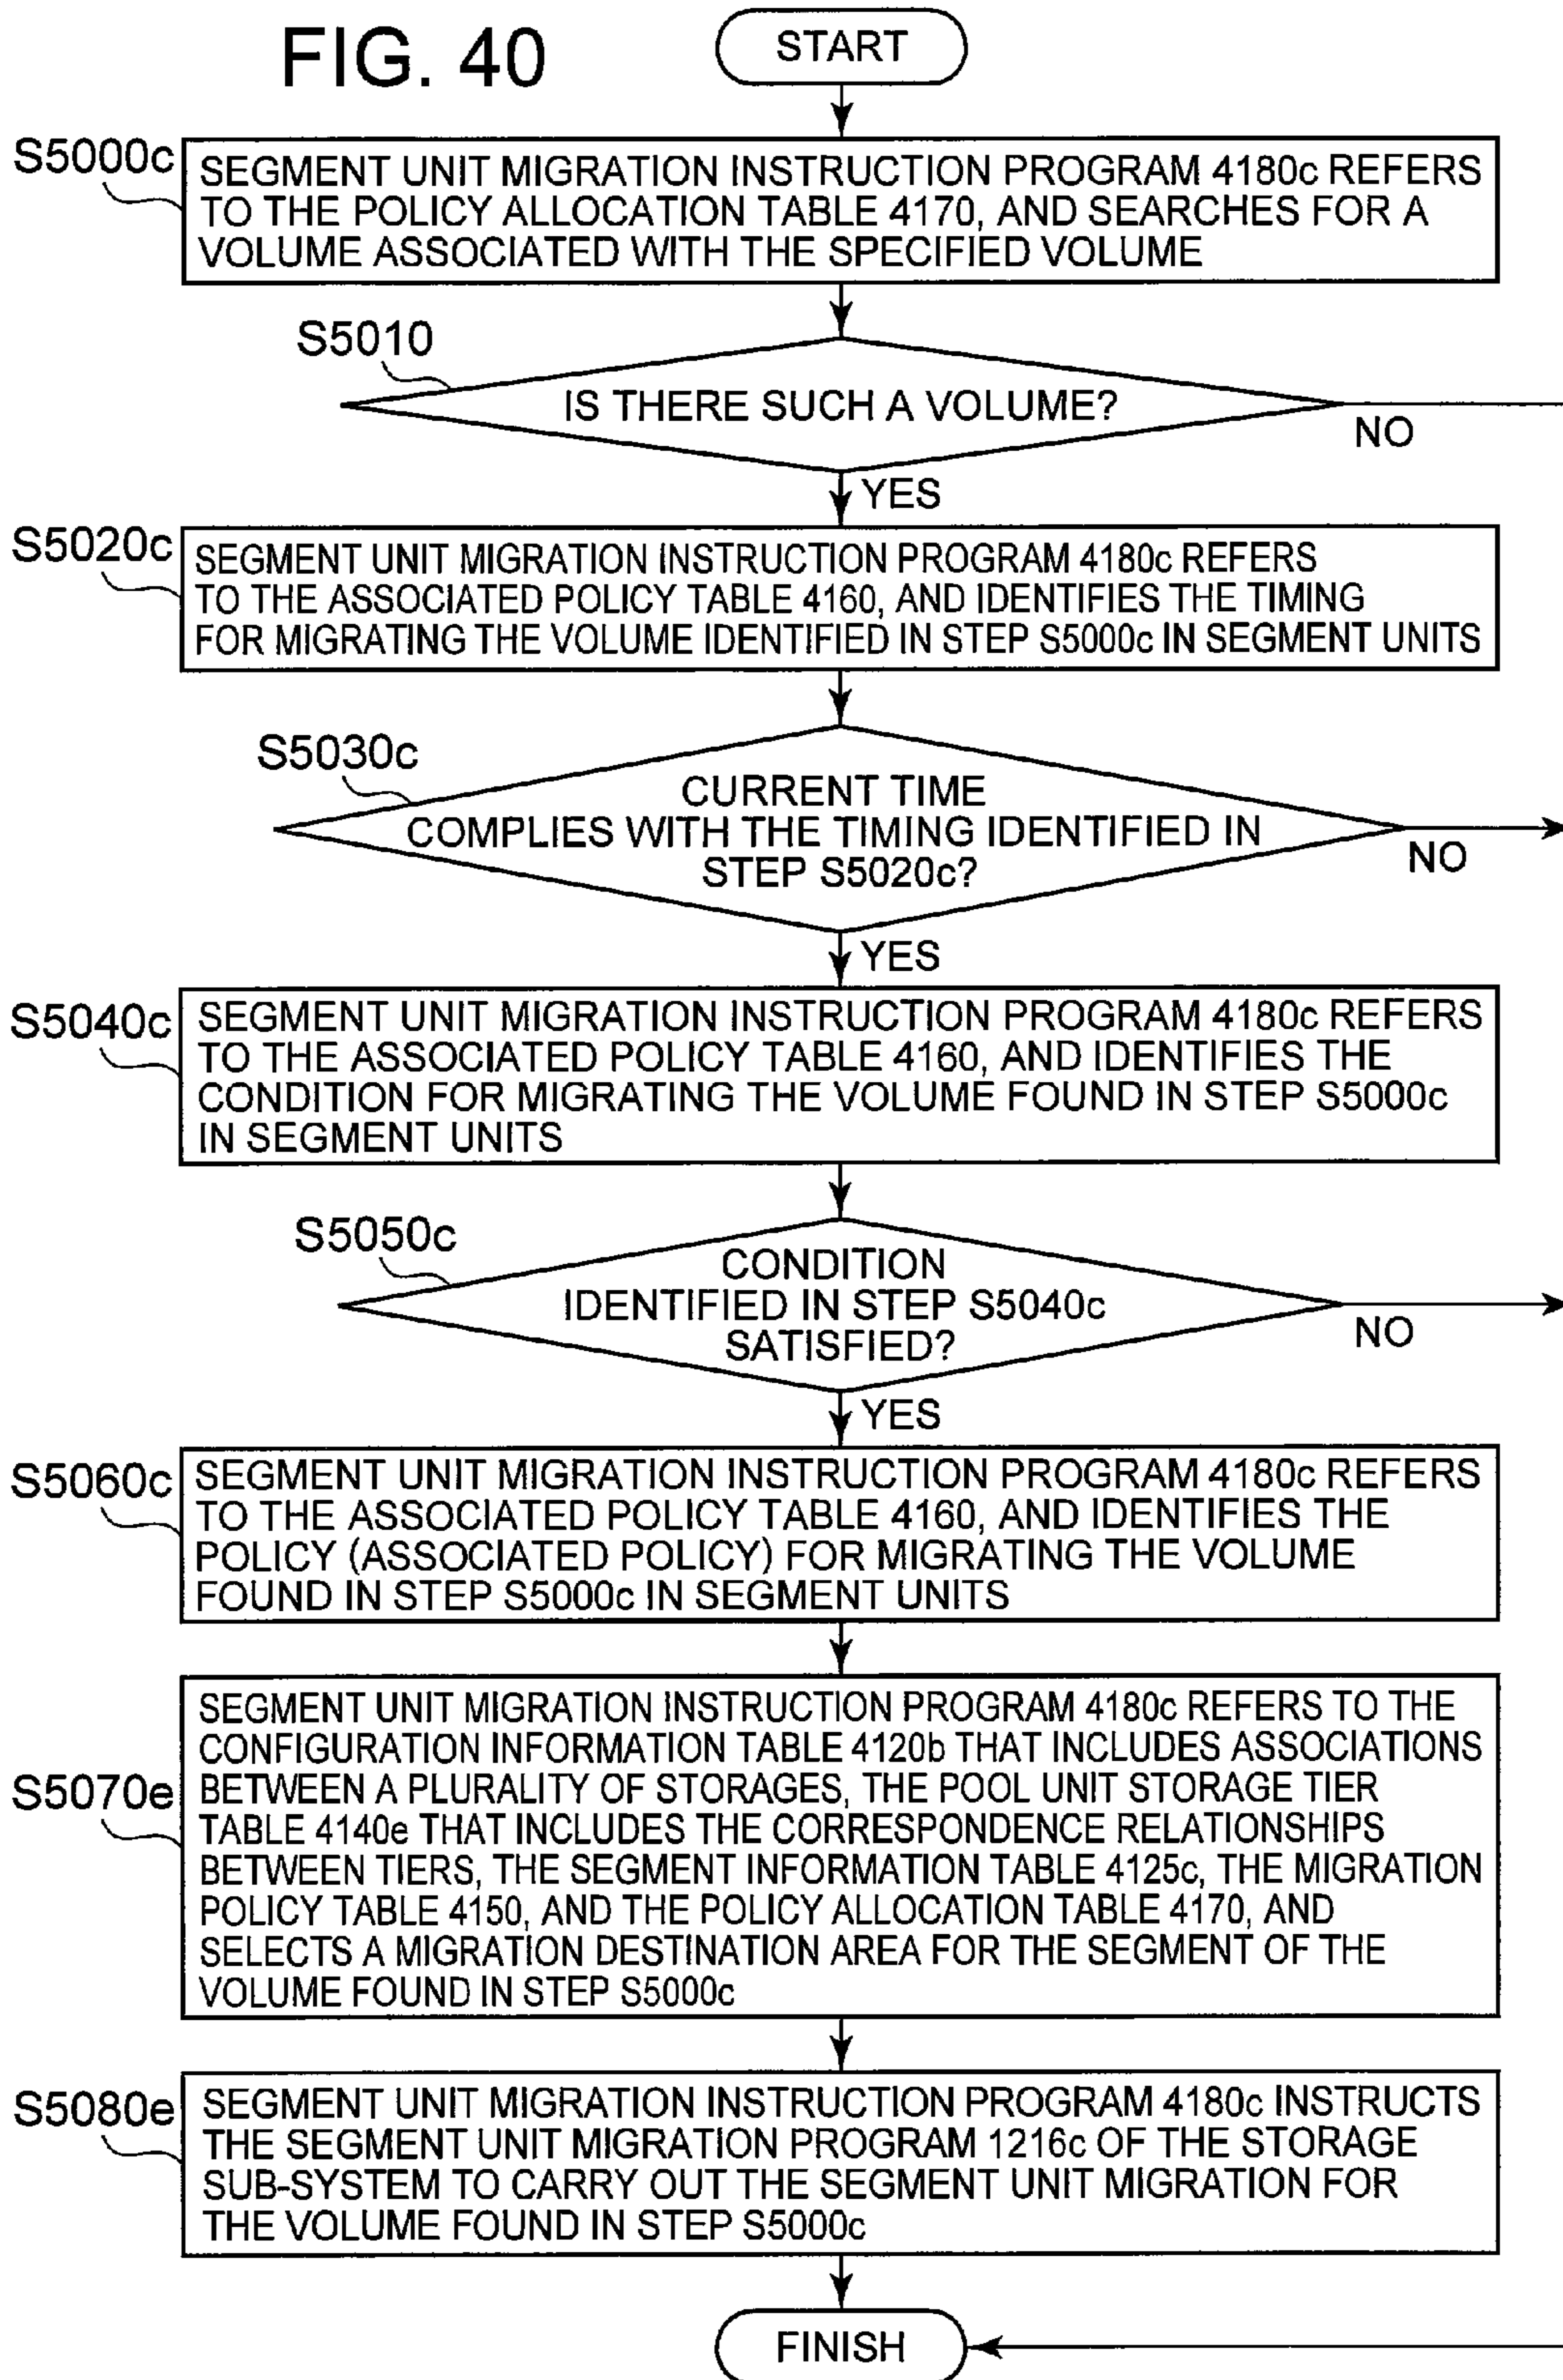 FIG. 40
START
S5000c
SEGMENT UNIT MIGRATION INSTRUCTION PROGRAM 4180c REFERS
TO THE POLICY ALLOCATION TABLE 4170, AND SEARCHES FOR A
VOLUME ASSOCIATED WITH THE SPECIFIED VOLUME
S5010
IS THERE SUCH A VOLUME?
NO
YES
S5020c
SEGMENT UNIT MIGRATION INSTRUCTION PROGRAM 4180c REFERS
TO THE ASSOCIATED POLICY TABLE 4160, AND IDENTIFIES THE TIMING
FOR MIGRATING THE VOLUME IDENTIFIED IN STEP S5000c IN SEGMENT UNITS
S5030c
CURRENT TIME
COMPLIES WITH THE TIMING IDENTIFIED IN
STEP S5020c?
NO
YES
S5040c
SEGMENT UNIT MIGRATION INSTRUCTION PROGRAM 4180c REFERS
TO THE ASSOCIATED POLICY TABLE 4160, AND IDENTIFIES THE
CONDITION FOR MIGRATING THE VOLUME FOUND IN STEP S5000c
IN SEGMENT UNITS
S5050c
CONDITION
IDENTIFIED IN STEP S5040c
SATISFIED?
NO
YES
S5060c
SEGMENT UNIT MIGRATION INSTRUCTION PROGRAM 4180c REFERS
TO THE ASSOCIATED POLICY TABLE 4160, AND IDENTIFIES THE
POLICY (ASSOCIATED POLICY) FOR MIGRATING THE VOLUME
FOUND IN STEP S5000c IN SEGMENT UNITS
S5070e
SEGMENT UNIT MIGRATION INSTRUCTION PROGRAM 4180c REFERS TO THE
CONFIGURATION INFORMATION TABLE 4120b THAT INCLUDES ASSOCIATIONS
BETWEEN A PLURALITY OF STORAGES, THE POOL UNIT STORAGE TIER
TABLE 4140e THAT INCLUDES THE CORRESPONDENCE RELATIONSHIPS
BETWEEN TIERS, THE SEGMENT INFORMATION TABLE 4125c, THE MIGRATION
POLICY TABLE 4150, AND THE POLICY ALLOCATION TABLE 4170, AND
SELECTS A MIGRATION DESTINATION AREA FOR THE SEGMENT OF THE
VOLUME FOUND IN STEP S5000c
S5080e
SEGMENT UNIT MIGRATION INSTRUCTION PROGRAM 4180c INSTRUCTS
THE SEGMENT UNIT MIGRATION PROGRAM 1216c OF THE STORAGE
SUB-SYSTEM TO CARRY OUT THE SEGMENT UNIT MIGRATION FOR
THE VOLUME FOUND IN STEP S5000c
FINISH